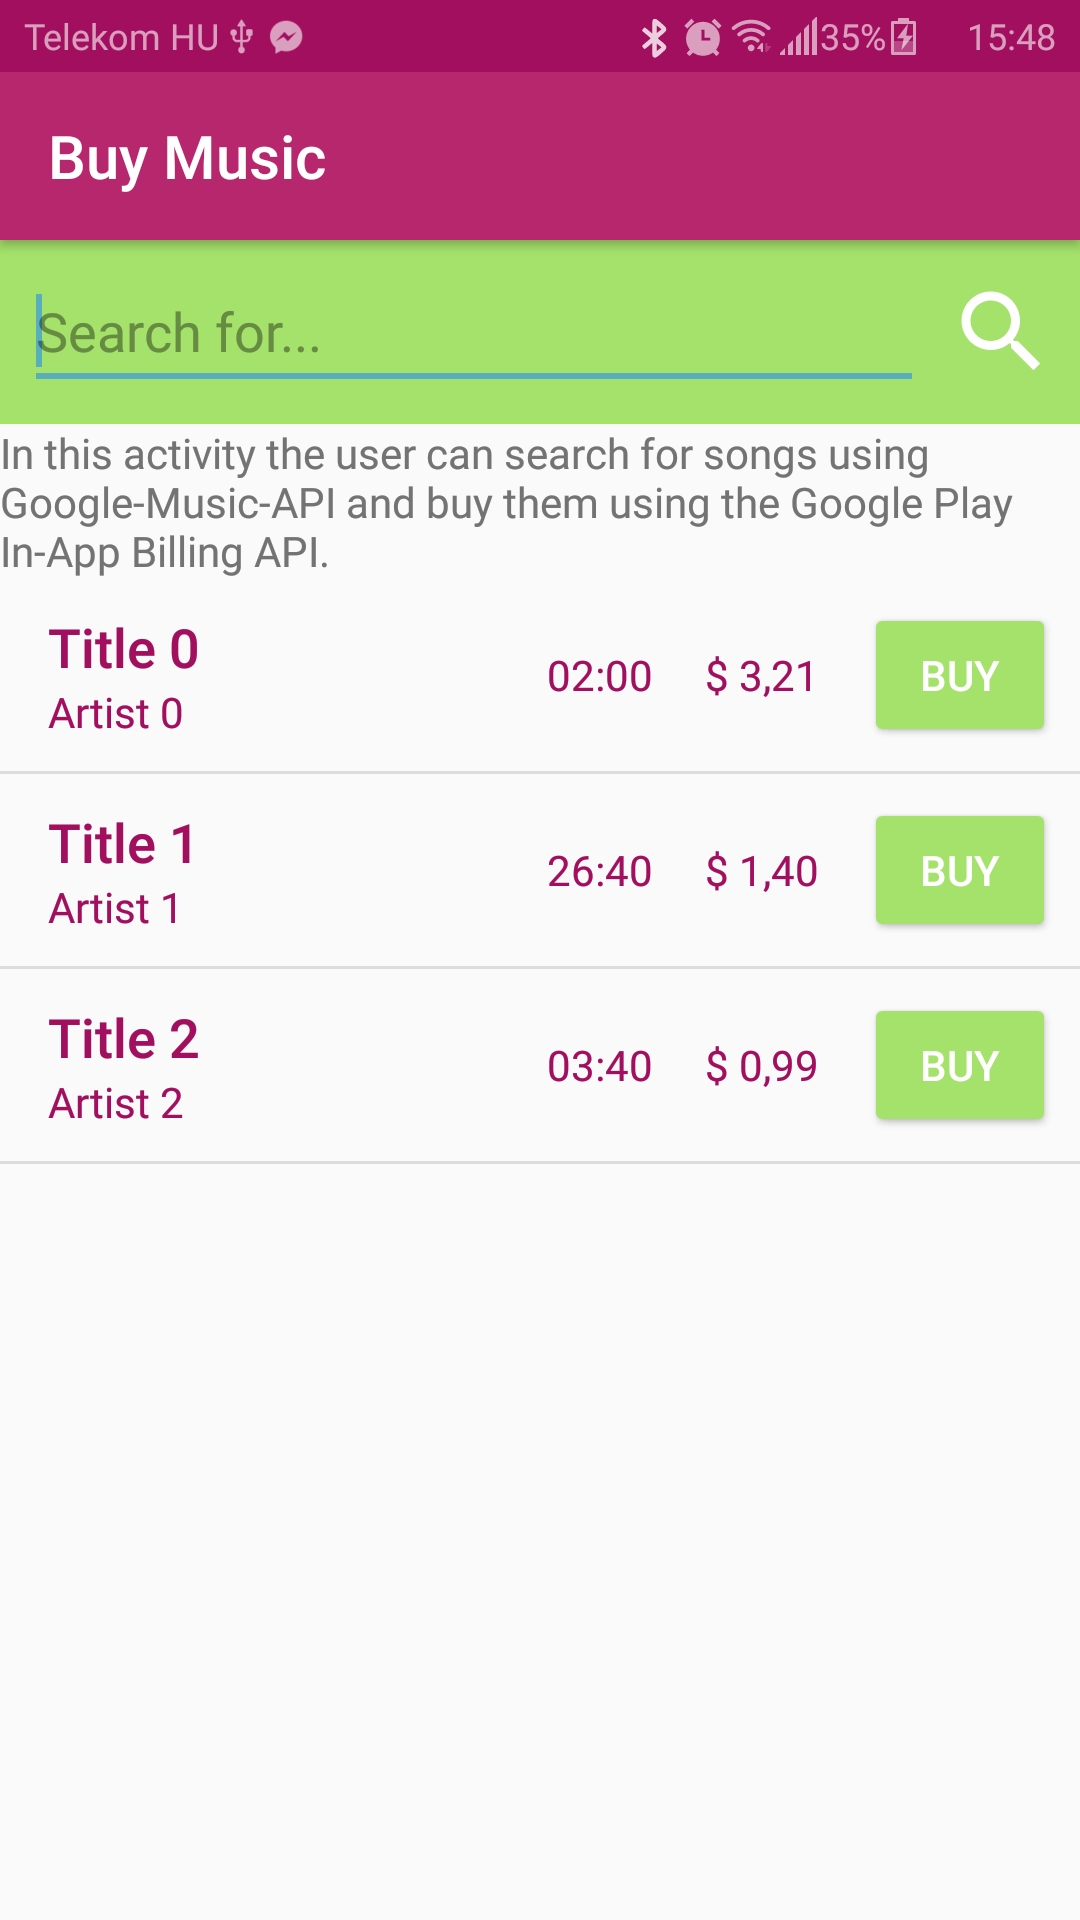 Telekom HU 35% 15:48
Buy Music
Search for...
In this activity the user can search for songs using
Google-Music-API and buy them using the Google Play
In-App Billing API.
Title 0
Artist 0
02:00 $ 3,21 BUY
Title 1
Artist 1
26:40 $ 1,40 BUY
Title 2
Artist 2
03:40 $ 0,99 BUY